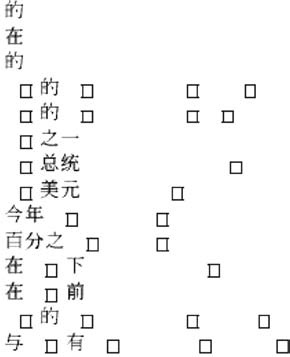 的
在
的
□ 的 □ □ □
□ 的 □ □ □
□ 之一
□ 总统 □
□ 美元 □
今年 □ □
百分之 □ □
在 □ 下 □
在 □ 前
□ 的 □ □ □
与 □ 有 □ □ □